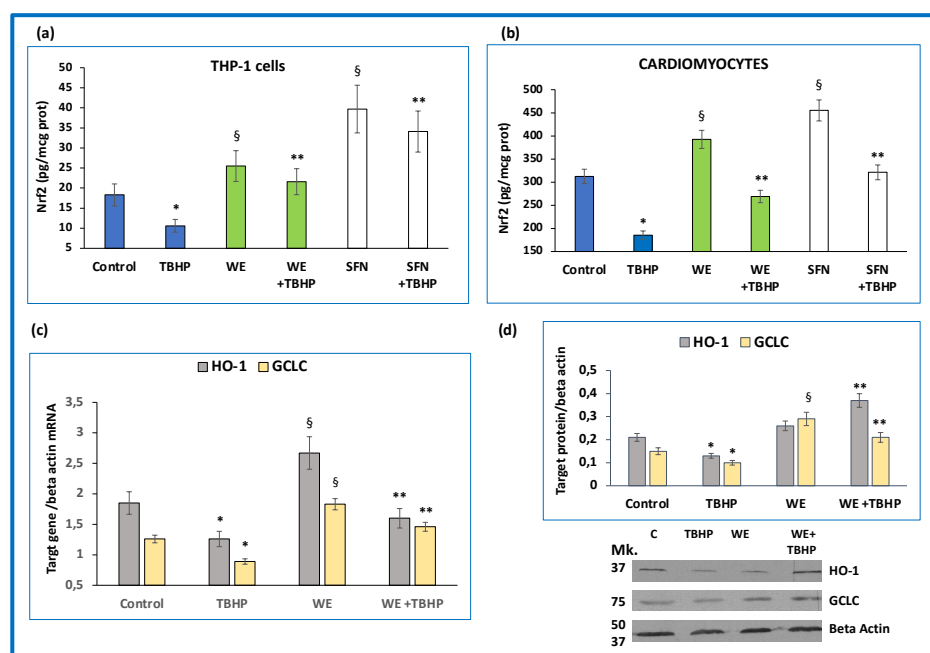 (a)
THP-1 cells
Nrf2 (pg/mcg prot)
50
45
40
35
30
25
20
15
10
5
*
§
**
§
**
Control TBHP WE WE +TBHP SFN SFN +TBHP
(b)
CARDIOMYOCYTES
Nrf2 (pg/mcg prot)
500
450
400
350
300
250
200
150
*
§
**
§
**
Control TBHP WE WE +TBHP SFN SFN +TBHP
(c)
HO-1 GCLC
Targt gene /beta actin mRNA
3,5
3
2,5
2
1,5
1
0,5
* *
§ §
** **
Control TBHP WE WE +TBHP
(d)
HO-1 GCLC
Target protein/beta actin
0,5
0,4
0,3
0,2
0,1
0
* *
§
** **
Control TBHP WE WE +TBHP
C TBHP WE WE+ TBHP
Mk.
37 HO-1
75 GCLC
50
37
Beta Actin